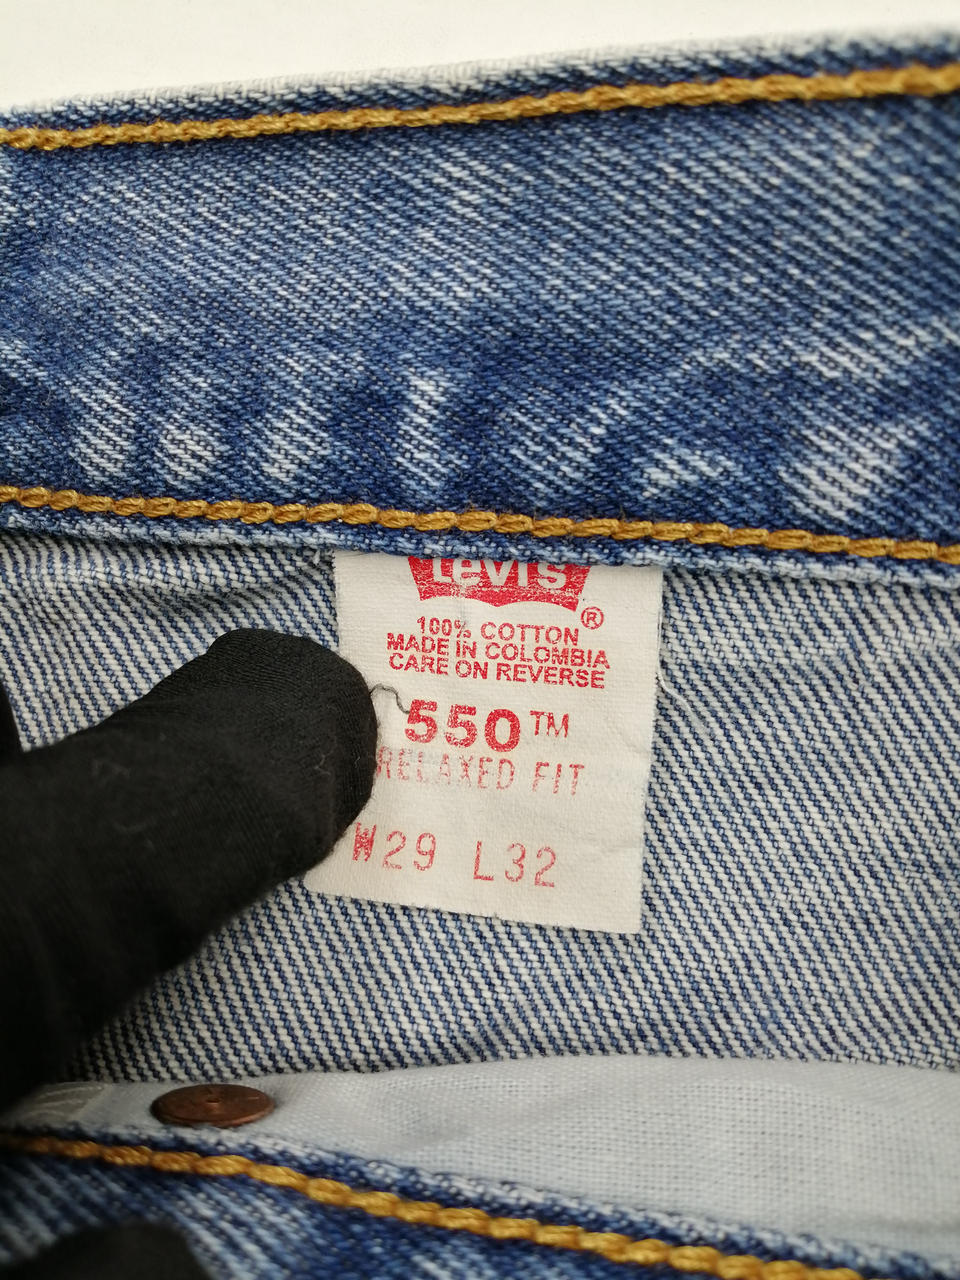 Levi's
®
100% COTTON
MADE IN COLOMBIA
CARE ON REVERSE
550™
RELAXED FIT
W29 L32